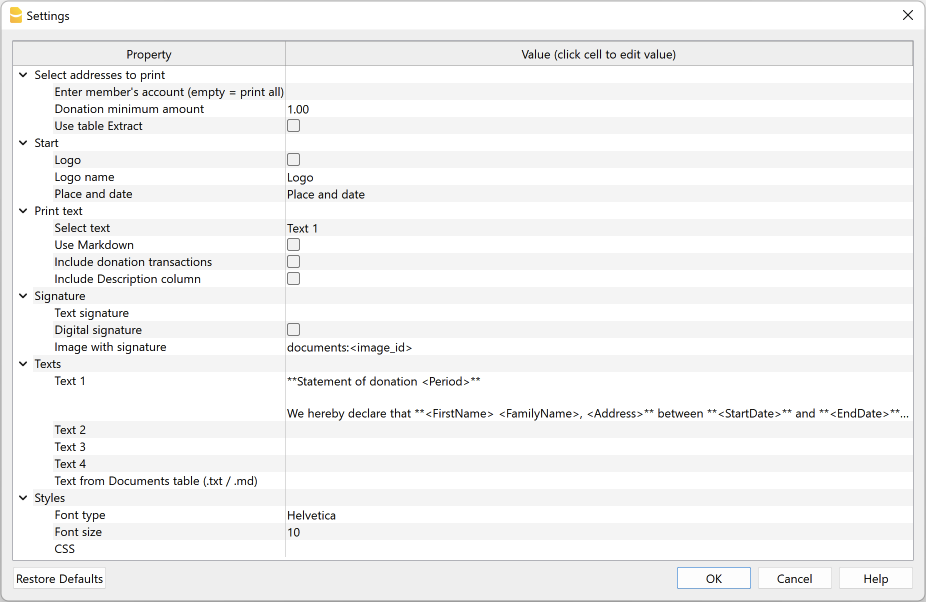 Settings
Property Value (click cell to edit value)
Select addresses to print
Enter member's account (empty = print all)
Donation minimum amount 1.00
Use table Extract
Start
Logo
Logo name Logo
Place and date Place and date
Print text
Select text Text 1
Use Markdown
Include donation transactions
Include Description column
Signature
Text signature
Digital signature
Image with signature documents:<image_id>
Texts
Text 1 **Statement of donation <Period>**
We hereby declare that **<FirstName> <FamilyName>, <Address>** between **<StartDate>** and **<EndDate>**...
Text 2
Text 3
Text 4
Text from Documents table (.txt / .md)
Styles
Font type Helvetica
Font size 10
CSS
Restore Defaults OK Cancel Help